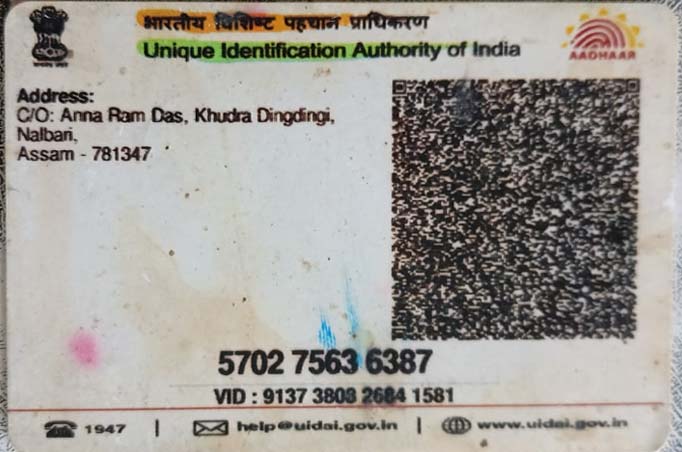 भारतीय विशिष्ट पहचान प्राधिकरण
Unique Identification Authority of India
AADHAAR
Address:
C/O: Anna Ram Das, Khudra Dingdingi,
Nalbari,
Assam - 781347
5702 7563 6387
VID : 9137 3803 2684 1581
1947 | help@uidai.gov.in | www.uidai.gov.in